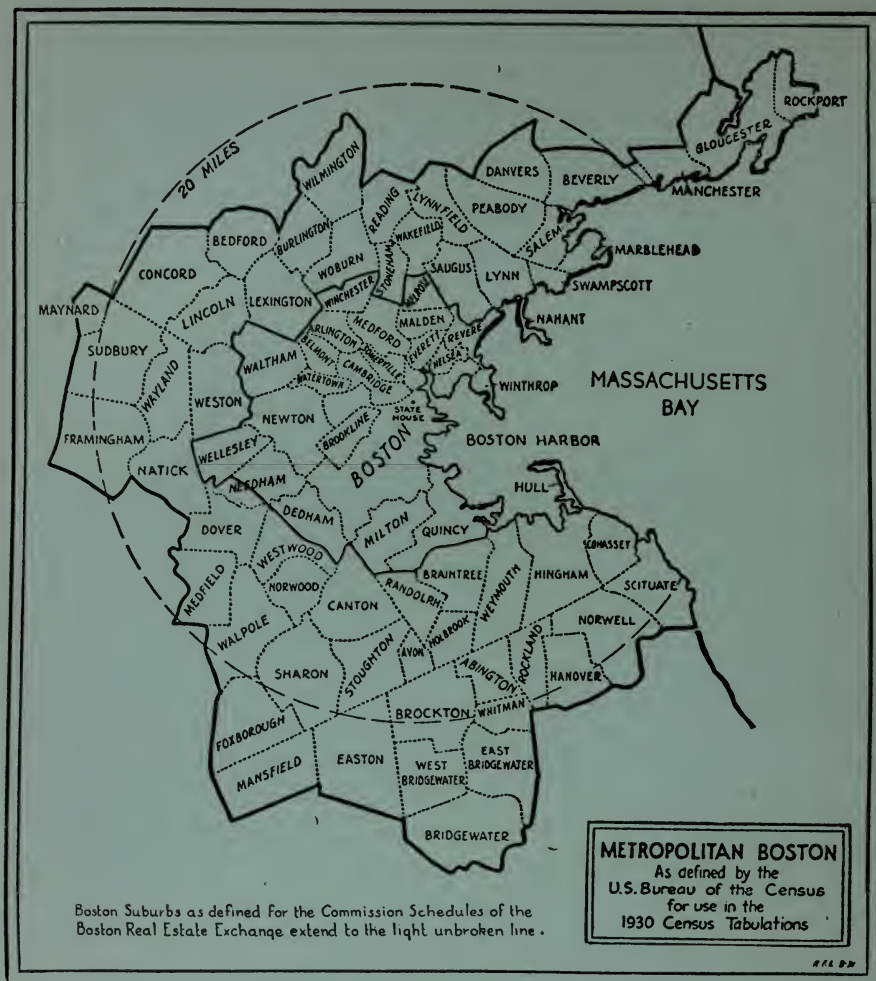 ROCKPORT
GLOUCESTER
MANCHESTER
20 MILES
WILMINGTON
DANVERS
BEVERLY
READING
LYNNFIELD
PEABODY
BEDFORD
BURLINGTON
WAKEFIELD
SALEM
MARBLEHEAD
CONCORD
WOBURN
STONEHAM
SAUGUS
LYNN
SWAMPSCOTT
MAYNARD
LINCOLN
LEXINGTON
WINCHESTER
MELROSE
NAHANT
SUDBURY
ARLINGTON
MEDFORD
MALDEN
REVERE
WALTHAM
BELMONT
SOMERVILLE
EVERETT
CHELSEA
WAYLAND
WESTON
WATERTOWN
CAMBRIDGE
WINTHROP
MASSACHUSETTS
BAY
STATE
HOUSE
FRAMINGHAM
NEWTON
BROOKLINE
BOSTON
BOSTON HARBOR
NATICK
WELLESLEY
NEEDHAM
HULL
DOVER
DEDHAM
MILTON
QUINCY
WESTWOOD
COHASSET
MEDFIELD
NORWOOD
CANTON
RANDOLPH
BRAINTREE
WEYMOUTH
HINGHAM
SCITUATE
WALPOLE
SHARON
STOUGHTON
AVON
HOLBROOK
ROCKLAND
NORWELL
ABINGTON
HANOVER
FOXBOROUGH
BROCKTON
WHITMAN
MANSFIELD
EASTON
WEST
BRIDGEWATER
EAST
BRIDGEWATER
BRIDGEWATER
METROPOLITAN BOSTON
As defined by the
U.S. Bureau of the Census
for use in the
1930 Census Tabulations
Boston Suburbs as defined for the Commission Schedules of the
Boston Real Estate Exchange extend to the light unbroken line.